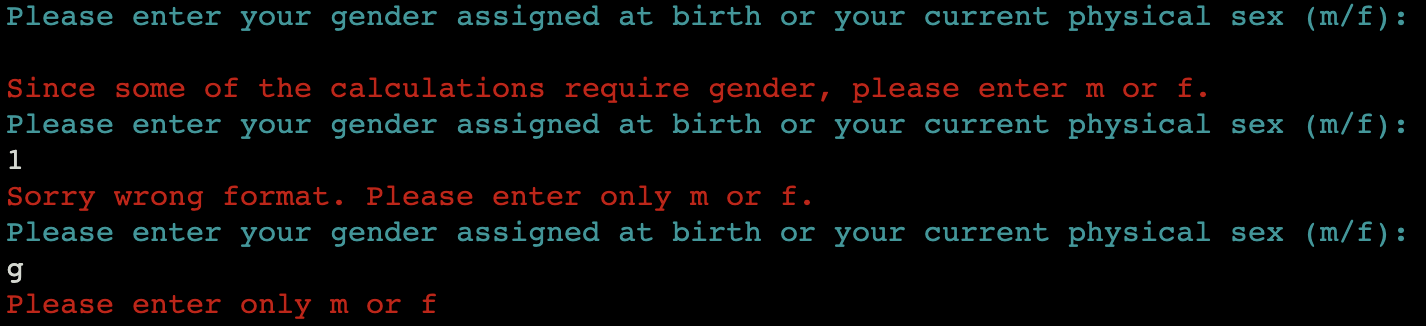 Please enter your gender assigned at birth or your current physical sex (m/f):
Since some of the calculations require gender, please enter m or f.
Please enter your gender assigned at birth or your current physical sex (m/f):
1
Sorry wrong format. Please enter only m or f.
Please enter your gender assigned at birth or your current physical sex (m/f):
g
Please enter only m or f